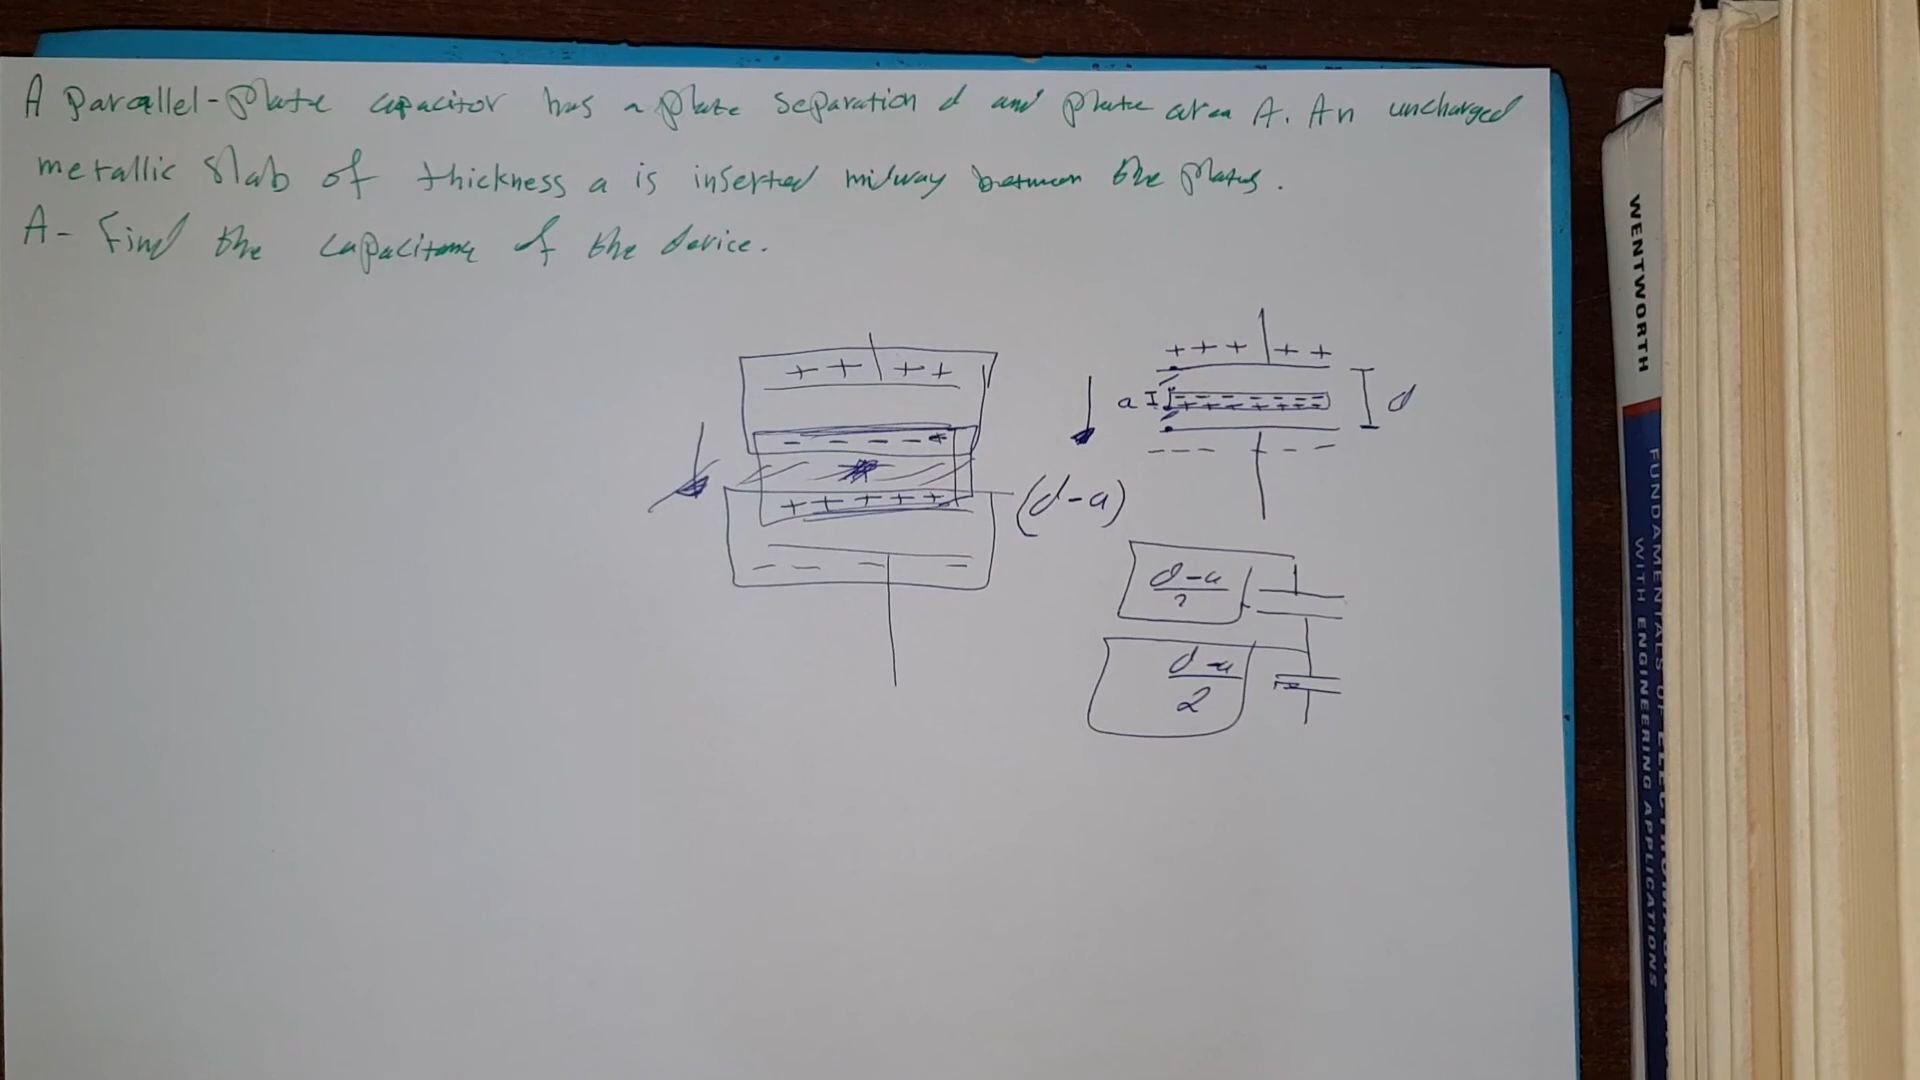 A parallel-plate capacitor has a plate separation d and plate area A. An uncharged
metallic slab of thickness a is inserted midway between the plates.
A- Find the capacitance of the device.
+ + + +
- - - -
+ + + + +
- - - -
(d-a)
+ + + + +
a
d
- - - - - -
d-a
2
d-a
2
WENTWORTH
FUNDAMENTALS OF ELECTROMAGNETICS
WITH ENGINEERING APPLICATIONS